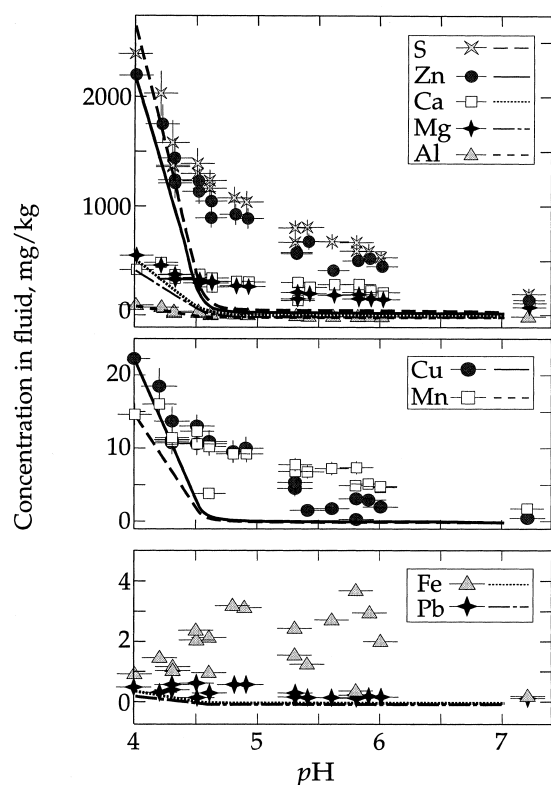 S
Zn
Ca
Mg
Al
2000
1000
0
Concentration in fluid, mg/kg
Cu
Mn
20
10
0
Fe
Pb
4
2
0
4 5 6 7
pH